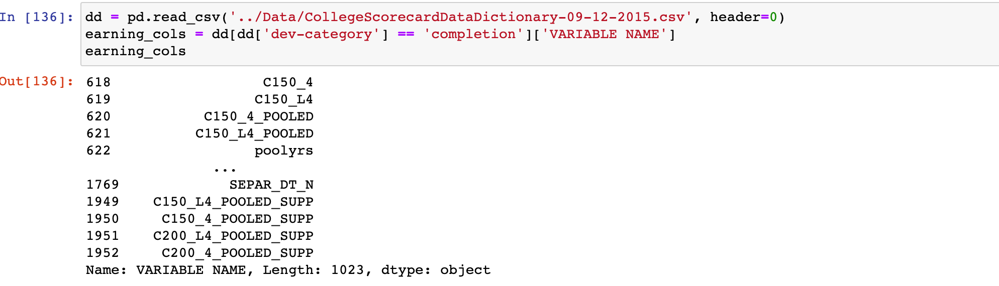 In [136]: dd = pd.read_csv('../Data/CollegeScorecardDataDictionary-09-12-2015.csv', header=0)
earning_cols = dd[dd['dev-category'] == 'completion']['VARIABLE NAME']
earning_cols
Out[136]: 618 C150_4
619 C150_L4
620 C150_4_POOLED
621 C150_L4_POOLED
622 poolyrs
...
1769 SEPAR_DT_N
1949 C150_L4_POOLED_SUPP
1950 C150_4_POOLED_SUPP
1951 C200_L4_POOLED_SUPP
1952 C200_4_POOLED_SUPP
Name: VARIABLE NAME, Length: 1023, dtype: object